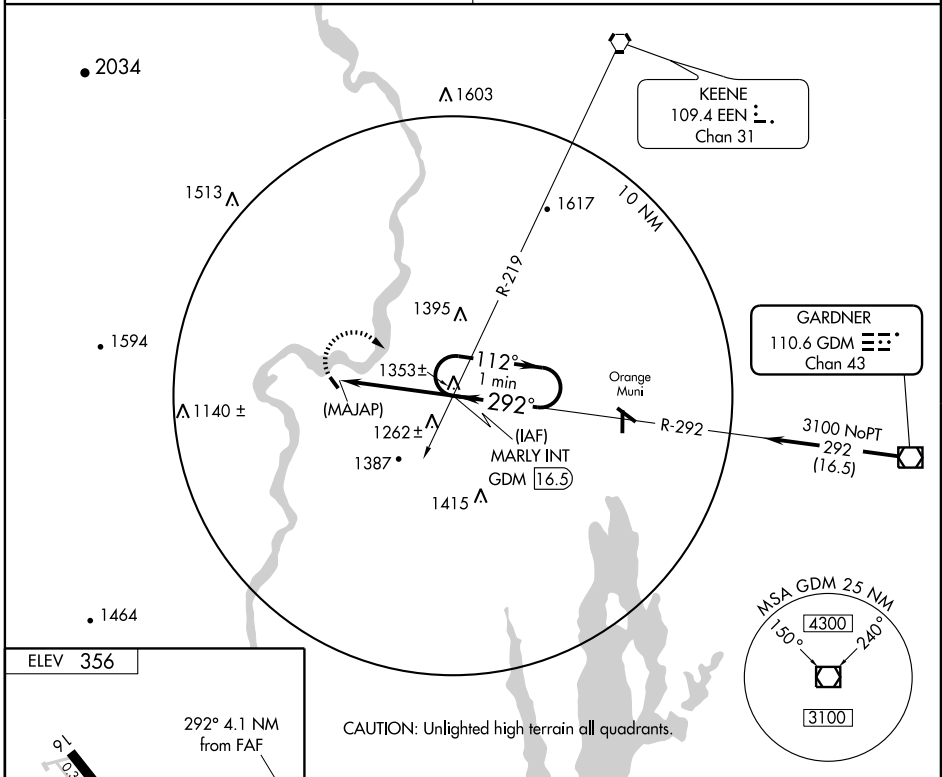 2034
KEENE
109.4 EEN
Chan 31
1603
1513
10 NM
1617
R-219
GARDNER
110.6 GDM
Chan 43
1395
1594
112°
1 min
292°
1353±
Orange
Muni
(MAJAP)
R-292
3100 NoPT
292
(16.5)
1140 ±
1262±
(IAF)
MARLY INT
GDM 16.5
1387
1415
MSA GDM 25 NM
4300
150°
240°
3100
1464
ELEV 356
292° 4.1 NM
from FAF
CAUTION: Unlighted high terrain all quadrants.
16